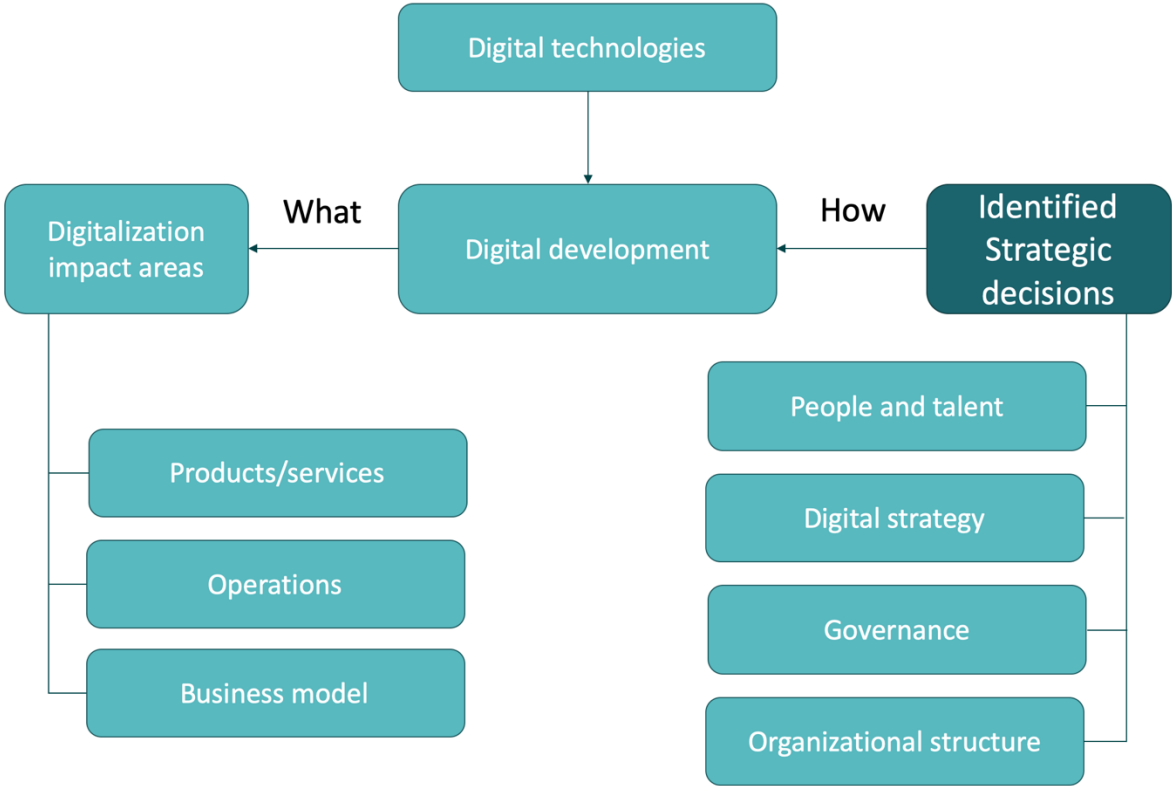 Digital technologies
Digitalization
impact areas
What
Digital development
How
Identified
Strategic
decisions
Products/services
Operations
Business model
People and talent
Digital strategy
Governance
Organizational structure